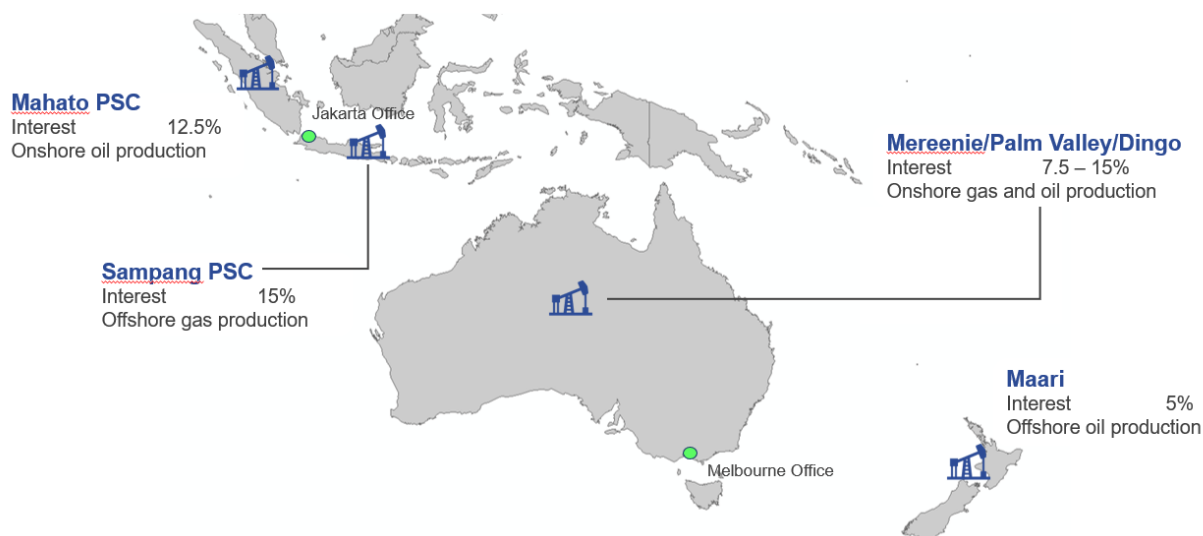 Mahato PSC
Interest 12.5%
Onshore oil production
Jakarta Office
Mereenie/Palm Valley/Dingo
Interest 7.5 – 15%
Onshore gas and oil production
Sampang PSC
Interest 15%
Offshore gas production
Maari
Interest 5%
Offshore oil production
Melbourne Office